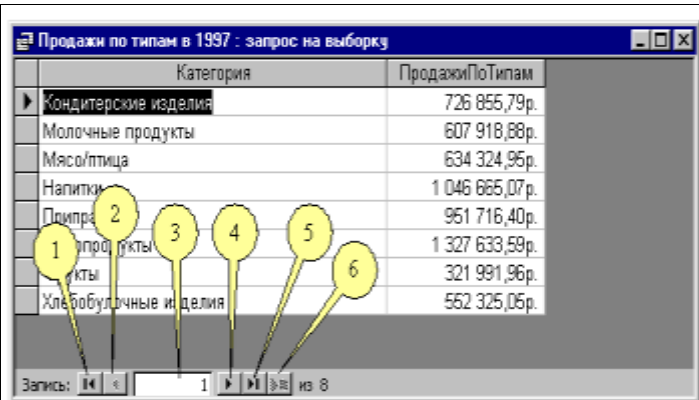 Продажи по типам в 1997 : запрос на выборку
Категория ПродажиПоТипам
Кондитерские изделия 726 855,79р.
Молочные продукты 607 918,88р.
Мясо/птица 634 324,95р.
Напитки 1 046 665,07р.
951 716,40р.
1 327 633,59р.
321 991,96р.
Хлебобулочные изделия 552 325,05р.
1 2 3 4 5 6
Запись: 1 из 8